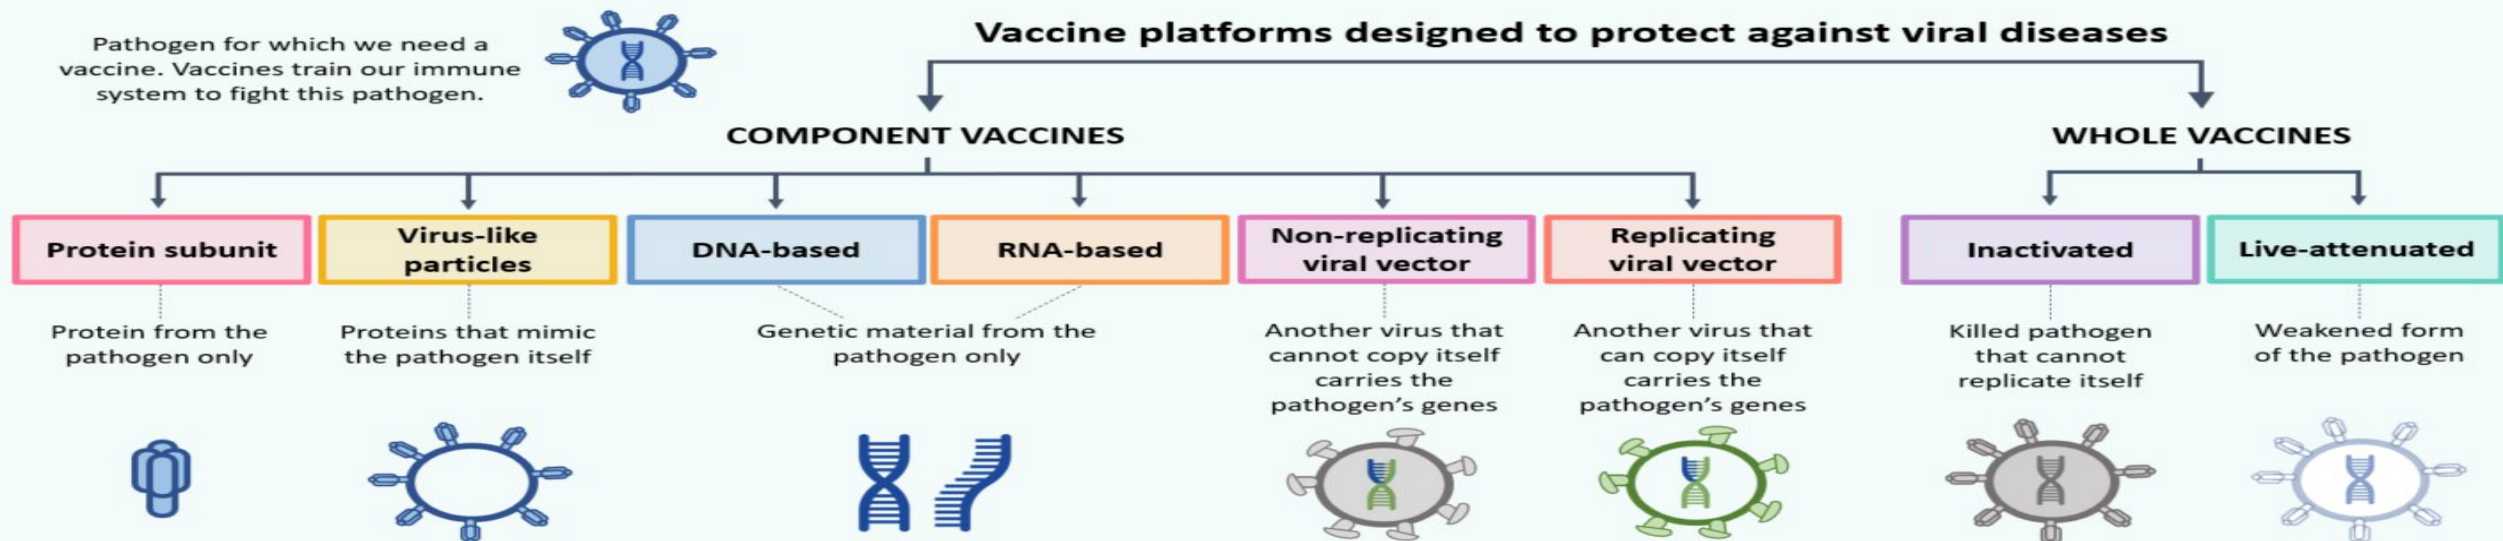 Pathogen for which we need a
vaccine. Vaccines train our immune
system to fight this pathogen.
Vaccine platforms designed to protect against viral diseases
COMPONENT VACCINES
WHOLE VACCINES
Protein subunit
Virus-like
particles
DNA-based
RNA-based
Non-replicating
viral vector
Replicating
viral vector
Inactivated
Live-attenuated
Protein from the
pathogen only
Proteins that mimic
the pathogen itself
Genetic material from the
pathogen only
Another virus that
cannot copy itself
carries the
pathogen's genes
Another virus that
can copy itself
carries the
pathogen's genes
Killed pathogen
that cannot
replicate itself
Weakened form
of the pathogen